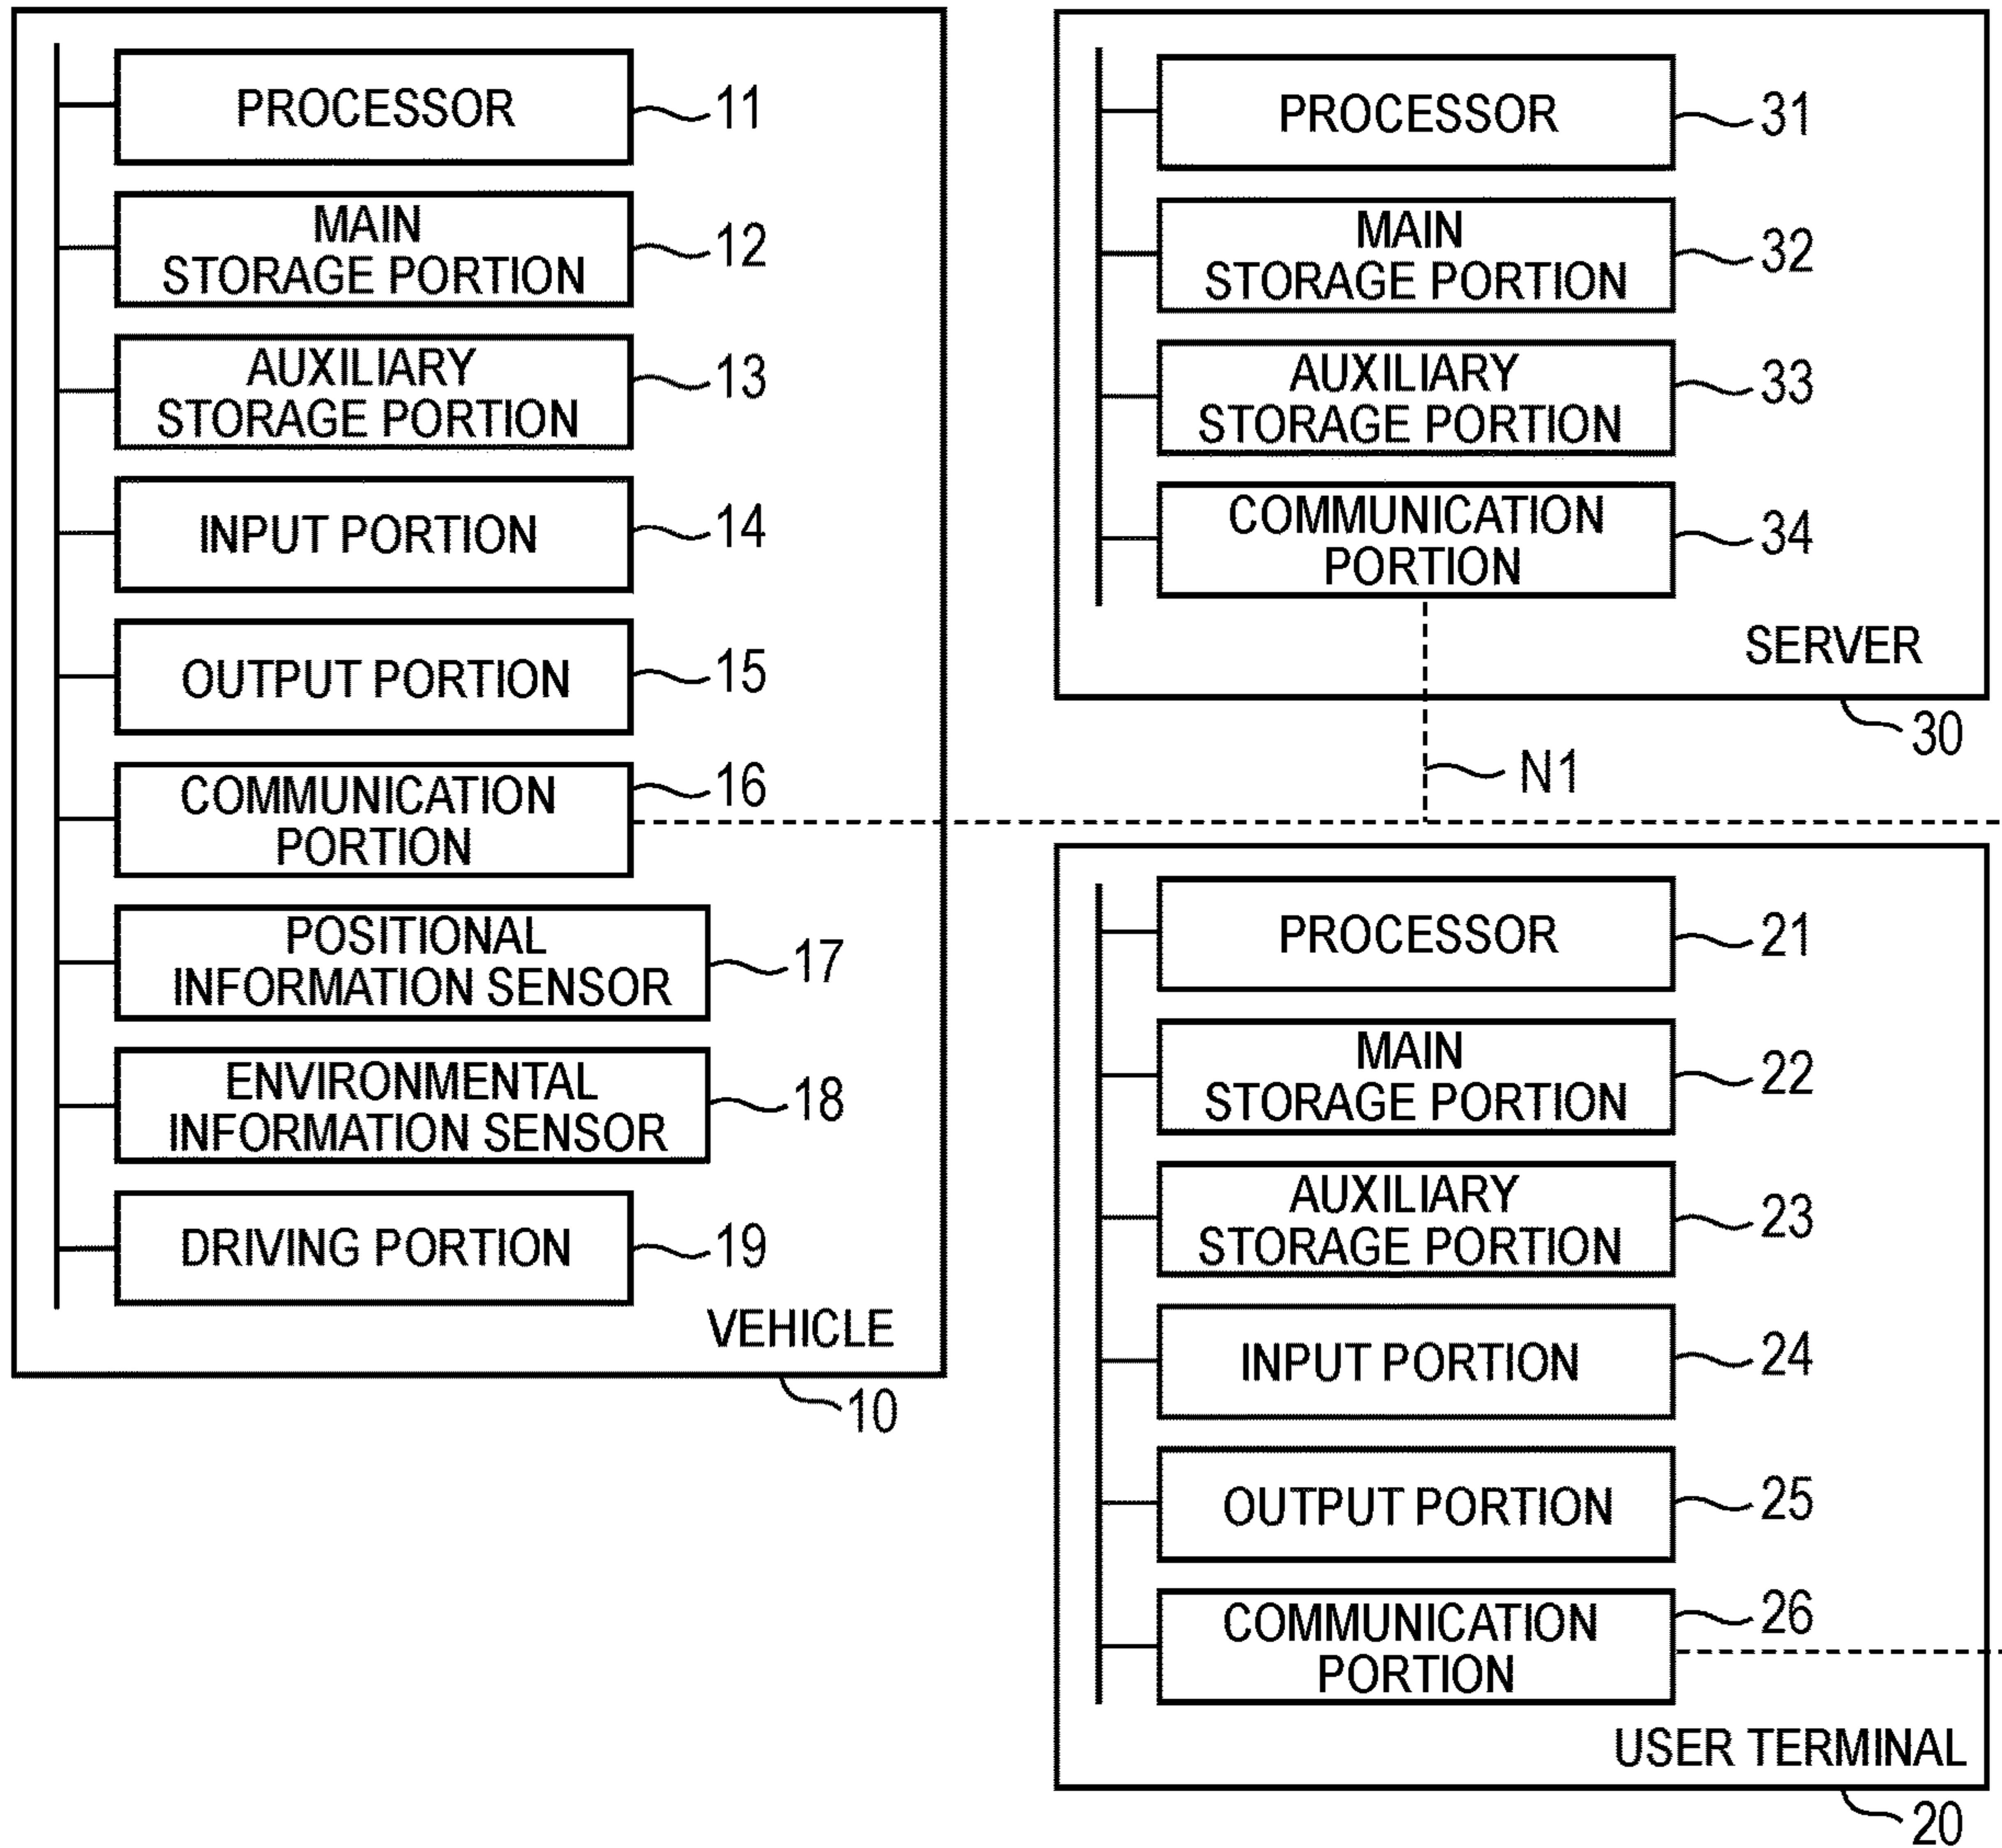 PROCESSOR
11
MAIN
STORAGE PORTION
12
AUXILIARY
STORAGE PORTION
13
INPUT PORTION
14
OUTPUT PORTION
15
COMMUNICATION
PORTION
16
POSITIONAL
INFORMATION SENSOR
17
ENVIRONMENTAL
INFORMATION SENSOR
18
DRIVING PORTION
19
VEHICLE
10
PROCESSOR
31
MAIN
STORAGE PORTION
32
AUXILIARY
STORAGE PORTION
33
COMMUNICATION
PORTION
34
SERVER
30
N1
PROCESSOR
21
MAIN
STORAGE PORTION
22
AUXILIARY
STORAGE PORTION
23
INPUT PORTION
24
OUTPUT PORTION
25
COMMUNICATION
PORTION
26
USER TERMINAL
20